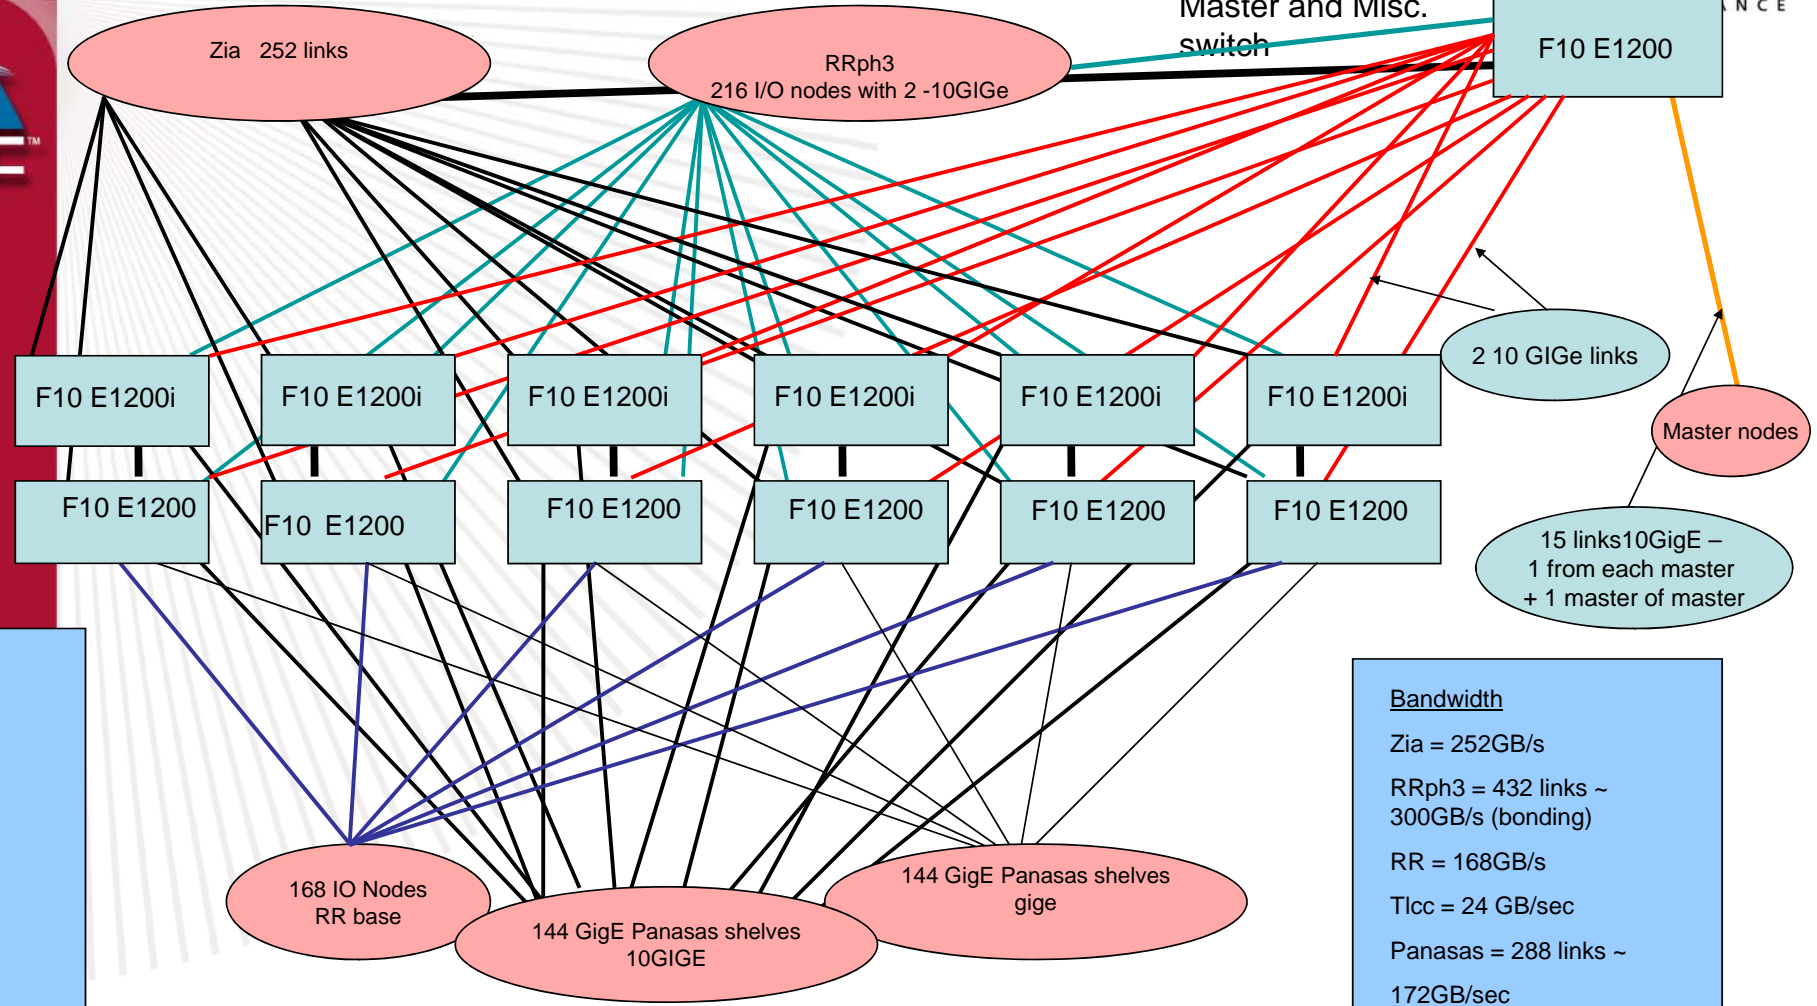 Master and Misc.
switch
A N C E
Zia 252 links
RRph3
216 I/O nodes with 2 -10GIGe
F10 E1200
TM
F10 E1200i
F10 E1200i
F10 E1200i
F10 E1200i
F10 E1200i
F10 E1200i
2 10 GIGe links
Master nodes
F10 E1200
F10 E1200
F10 E1200
F10 E1200
F10 E1200
F10 E1200
15 links10GigE –
1 from each master
+ 1 master of master
168 IO Nodes
RR base
144 GigE Panasas shelves
10GIGE
144 GigE Panasas shelves
gige
Bandwidth
Zia = 252GB/s
RRph3 = 432 links ~
300GB/s (bonding)
RR = 168GB/s
Tlcc = 24 GB/sec
Panasas = 288 links ~
172GB/sec